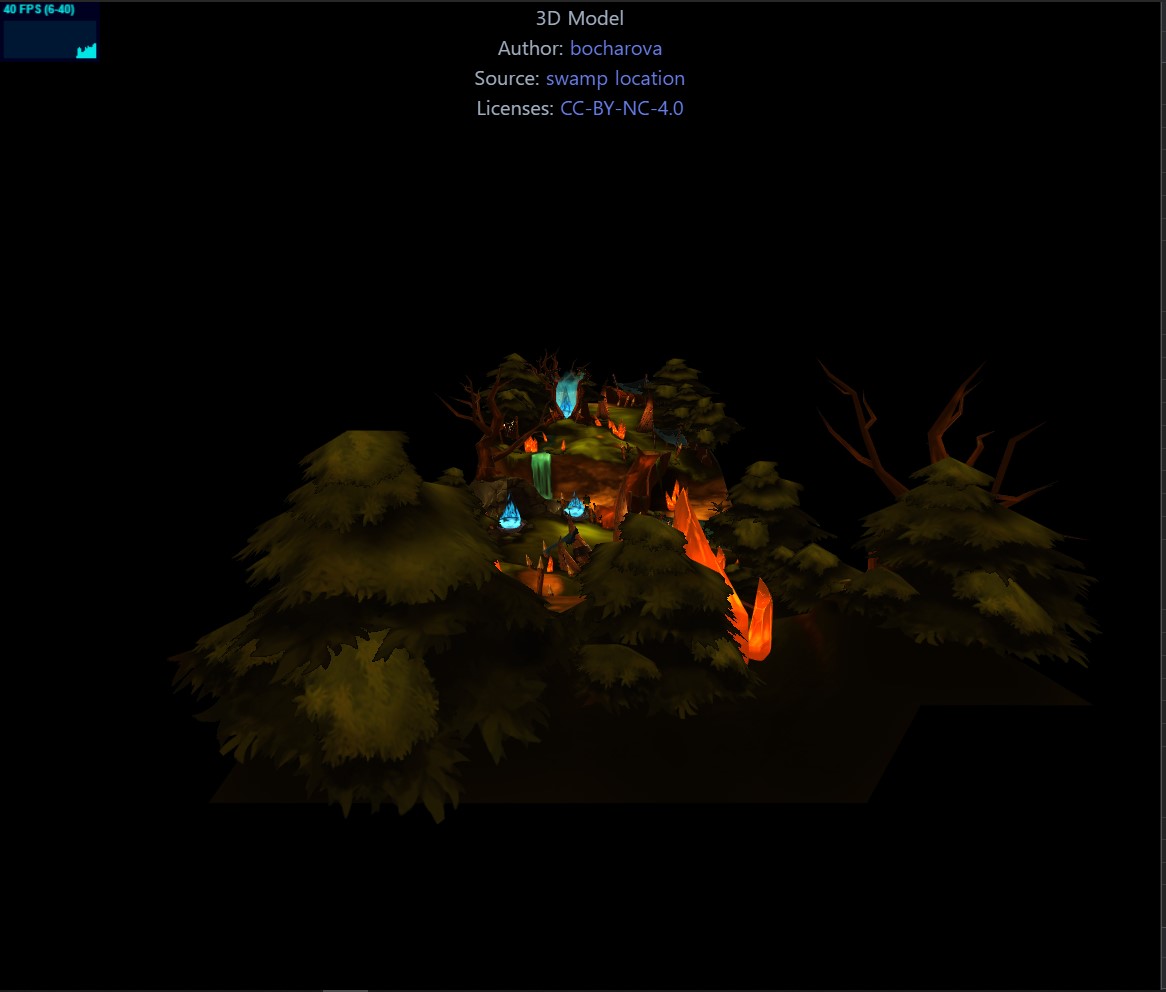 40 FPS (6-40)
3D Model
Author: bocharova
Source: swamp location
Licenses: CC-BY-NC-4.0